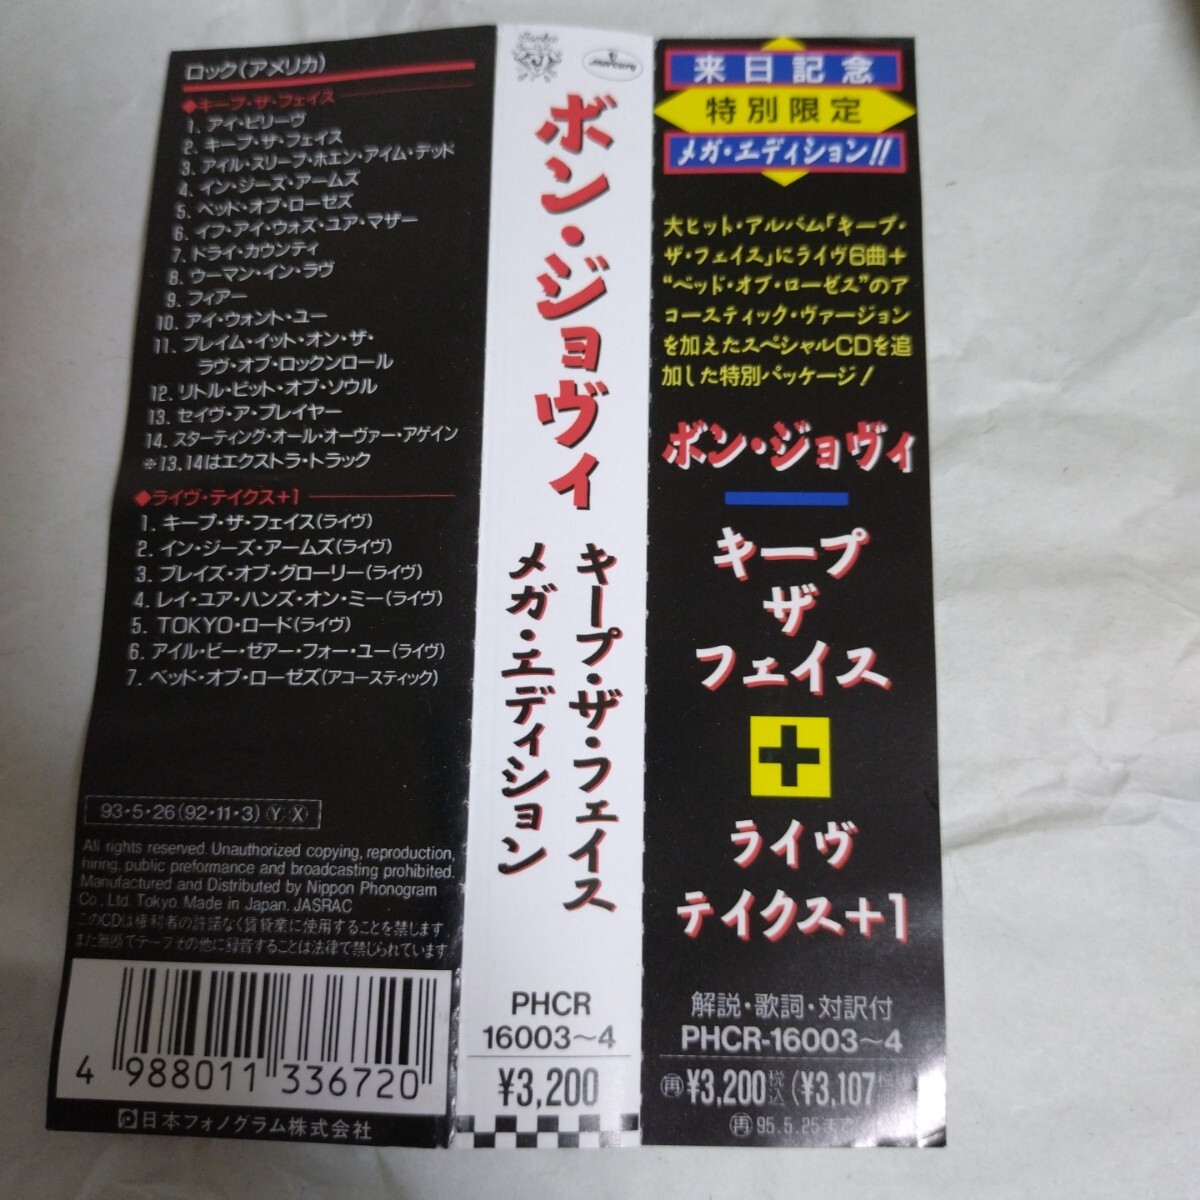 ロック(アメリカ)
◆キープ・ザ・フェイス
1. アイ・ビリーヴ
2. キープ・ザ・フェイス
3. アイル・スリープ・ホエン・アイム・デッド
4. イン・ジーズ・アームズ
5. ベッド・オブ・ローゼズ
6. イフ・アイ・ウォズ・ユア・マザー
7. ドライ・カウンティ
8. ウーマン・イン・ラヴ
9. フィアー
10. アイ・ウォント・ユー
11. ブレイム・イット・オン・ザ・
ラヴ・オブ・ロックンロール
12. リトル・ビット・オブ・ソウル
13. セイヴ・ア・プレイヤー
14. スターティング・オール・オーヴァー・アゲイン
※13.14はエクストラ・トラック
◆ライヴ・テイクス+1
1. キープ・ザ・フェイス(ライヴ)
2. イン・ジーズ・アームズ(ライヴ)
3. ブレイズ・オブ・グローリー(ライヴ)
4. レイ・ユア・ハンズ・オン・ミー(ライヴ)
5. TOKYO・ロード(ライヴ)
6. アイル・ビー・ゼアー・フォー・ユー(ライヴ)
7. ベッド・オブ・ローゼズ(アコースティック)
93・5・26(92・11・3)ⓎⓍ
All rights reserved. Unauthorized copying, reproduction,
hiring, public preformance and broadcasting prohibited.
Manufactured and Distributed by Nippon Phonogram
Co., Ltd. Tokyo. Made in Japan. JASRAC
このCDは権利者の許諾なく賃貸業に使用することを禁じます。
また無断でテープその他に録音することは法律で禁じられています。
4 988011 336720
日本フォノグラム株式会社
mercury
ボン・ジョヴィ
キープ・ザ・フェイス
メガ・エディション
PHCR
16003～4
¥3,200
来日記念
特別限定
メガ・エディション!!
大ヒット・アルバム「キープ・
ザ・フェイス」にライヴ6曲+
“ベッド・オブ・ローゼス”のア
コースティック・ヴァージョン
を加えたスペシャルCDを追
加した特別パッケージ!
ボン・ジョヴィ
キープ
ザ
フェイス
+
ライヴ
テイクス+1
解説・歌詞・対訳付
PHCR-16003～4
㊢¥3,200税込(¥3,107
95.5.25まで